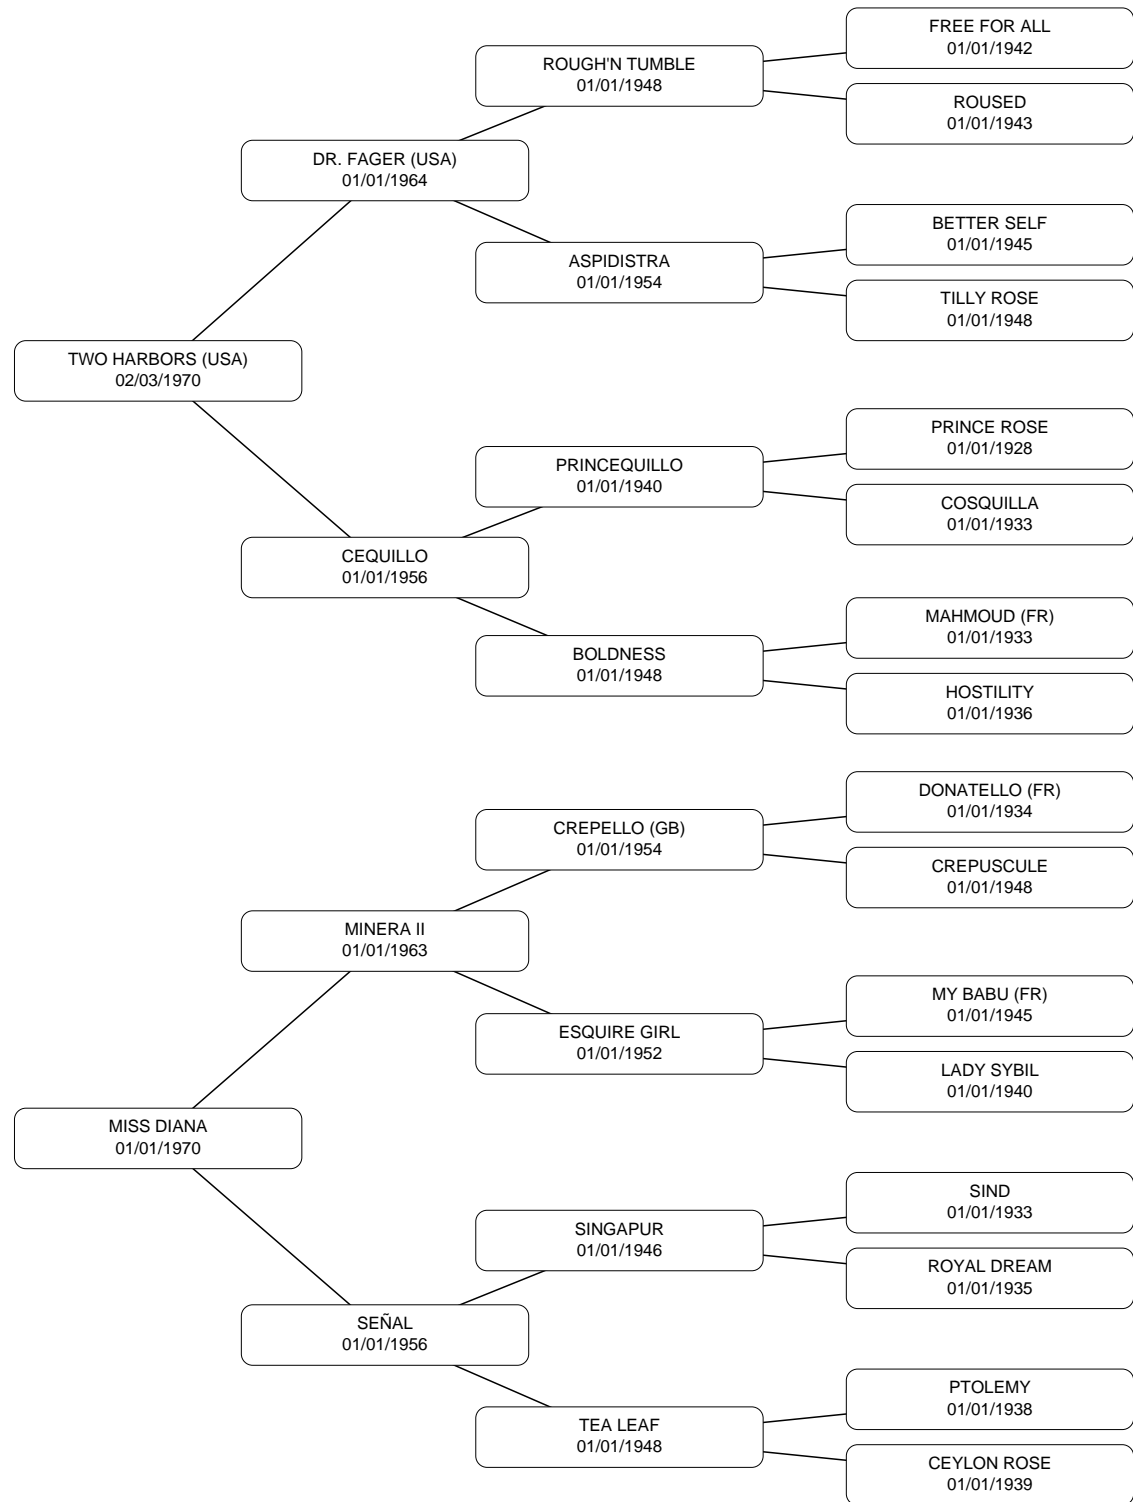 FREE FOR ALL
01/01/1942
ROUGH'N TUMBLE
01/01/1948
ROUSED
01/01/1943
DR. FAGER (USA)
01/01/1964
BETTER SELF
01/01/1945
ASPIDISTRA
01/01/1954
TILLY ROSE
01/01/1948
TWO HARBORS (USA)
02/03/1970
PRINCE ROSE
01/01/1928
PRINCEQUILLO
01/01/1940
COSQUILLA
01/01/1933
CEQUILLO
01/01/1956
MAHMOUD (FR)
01/01/1933
BOLDNESS
01/01/1948
HOSTILITY
01/01/1936
DONATELLO (FR)
01/01/1934
CREPELLO (GB)
01/01/1954
CREPUSCULE
01/01/1948
MINERA II
01/01/1963
MY BABU (FR)
01/01/1945
ESQUIRE GIRL
01/01/1952
LADY SYBIL
01/01/1940
MISS DIANA
01/01/1970
SIND
01/01/1933
SINGAPUR
01/01/1946
ROYAL DREAM
01/01/1935
SEÑAL
01/01/1956
PTOLEMY
01/01/1938
TEA LEAF
01/01/1948
CEYLON ROSE
01/01/1939